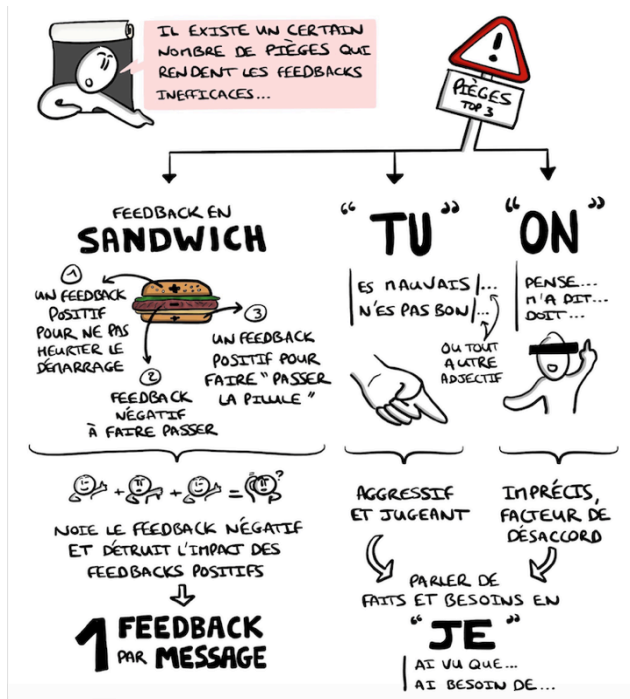 IL EXISTE UN CERTAIN
NOMBRE DE PIÈGES QUI
RENDENT LES FEEDBACKS
INEFFICACES...
!
PIÈGES
TOP 3
FEEDBACK EN
SANDWICH
1
UN FEEDBACK
POSITIF
POUR NE PAS
HEURTER LE
DÉMARRAGE
+
-
+
2
FEEDBACK
NÉGATIF
À FAIRE PASSER
3
UN FEEDBACK
POSITIF POUR
FAIRE "PASSER
LA PILULE"
+ + = ?
NOIE LE FEEDBACK NÉGATIF
ET DÉTRUIT L'IMPACT DES
FEEDBACKS POSITIFS
1 FEEDBACK
PAR MESSAGE
"TU"
ES MAUVAIS/...
N'ES PAS BON/...
OU TOUT
AUTRE
ADJECTIF
AGGRESSIF
ET JUGEANT
"ON"
PENSE...
M'A DIT...
DOIT...
IMPRÉCIS,
FACTEUR DE
DÉSACCORD
PARLER DE
FAITS ET BESOINS EN
"JE"
AI VU QUE...
AI BESOIN DE...